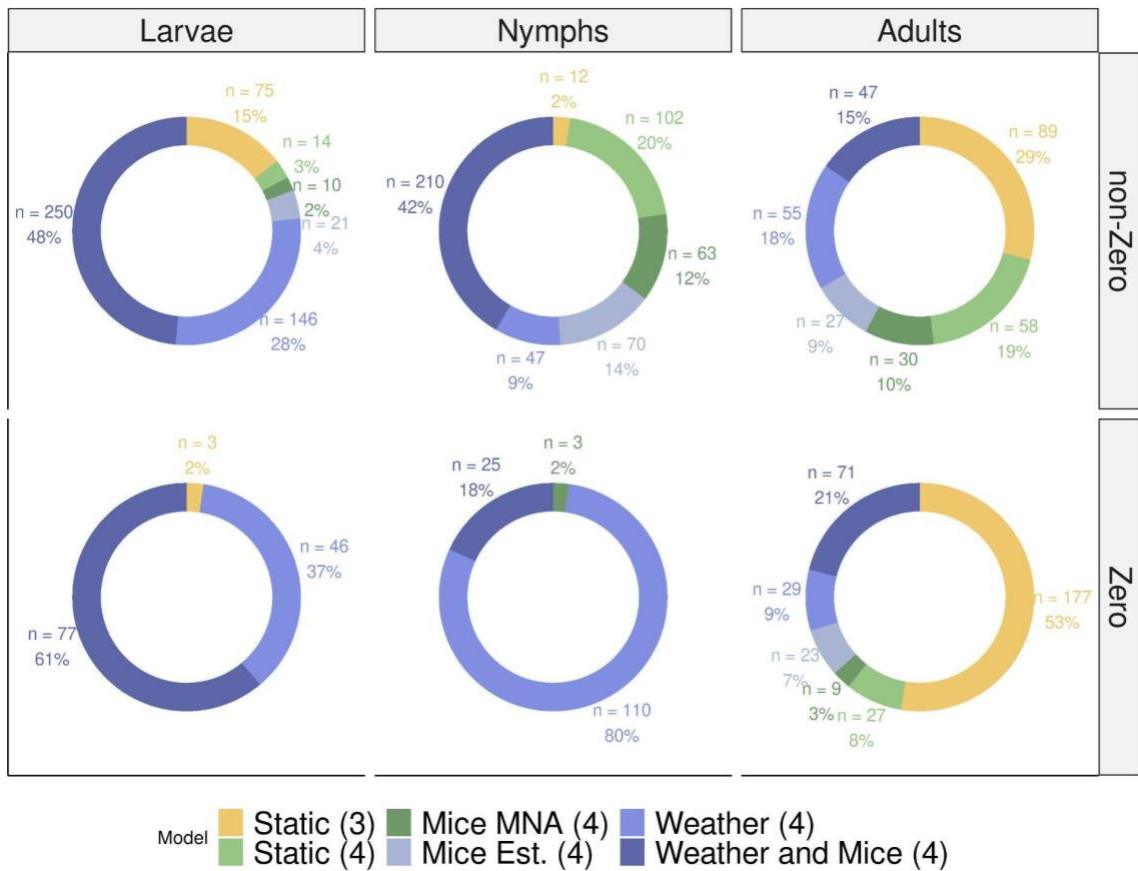 Larvae
Nymphs
Adults
n = 75
15%
n = 14
3%
n = 10
2%
n = 21
4%
n = 146
28%
n = 250
48%
n = 12
2%
n = 102
20%
n = 63
12%
n = 70
14%
n = 47
9%
n = 210
42%
n = 47
15%
n = 89
29%
n = 58
19%
n = 30
10%
n = 27
9%
n = 55
18%
non-Zero
n = 3
2%
n = 46
37%
n = 77
61%
n = 3
2%
n = 25
18%
n = 110
80%
n = 71
21%
n = 177
53%
n = 27
8%
n = 9
3%
n = 23
7%
n = 29
9%
Zero
Model
Static (3)
Mice MNA (4)
Weather (4)
Static (4)
Mice Est. (4)
Weather and Mice (4)